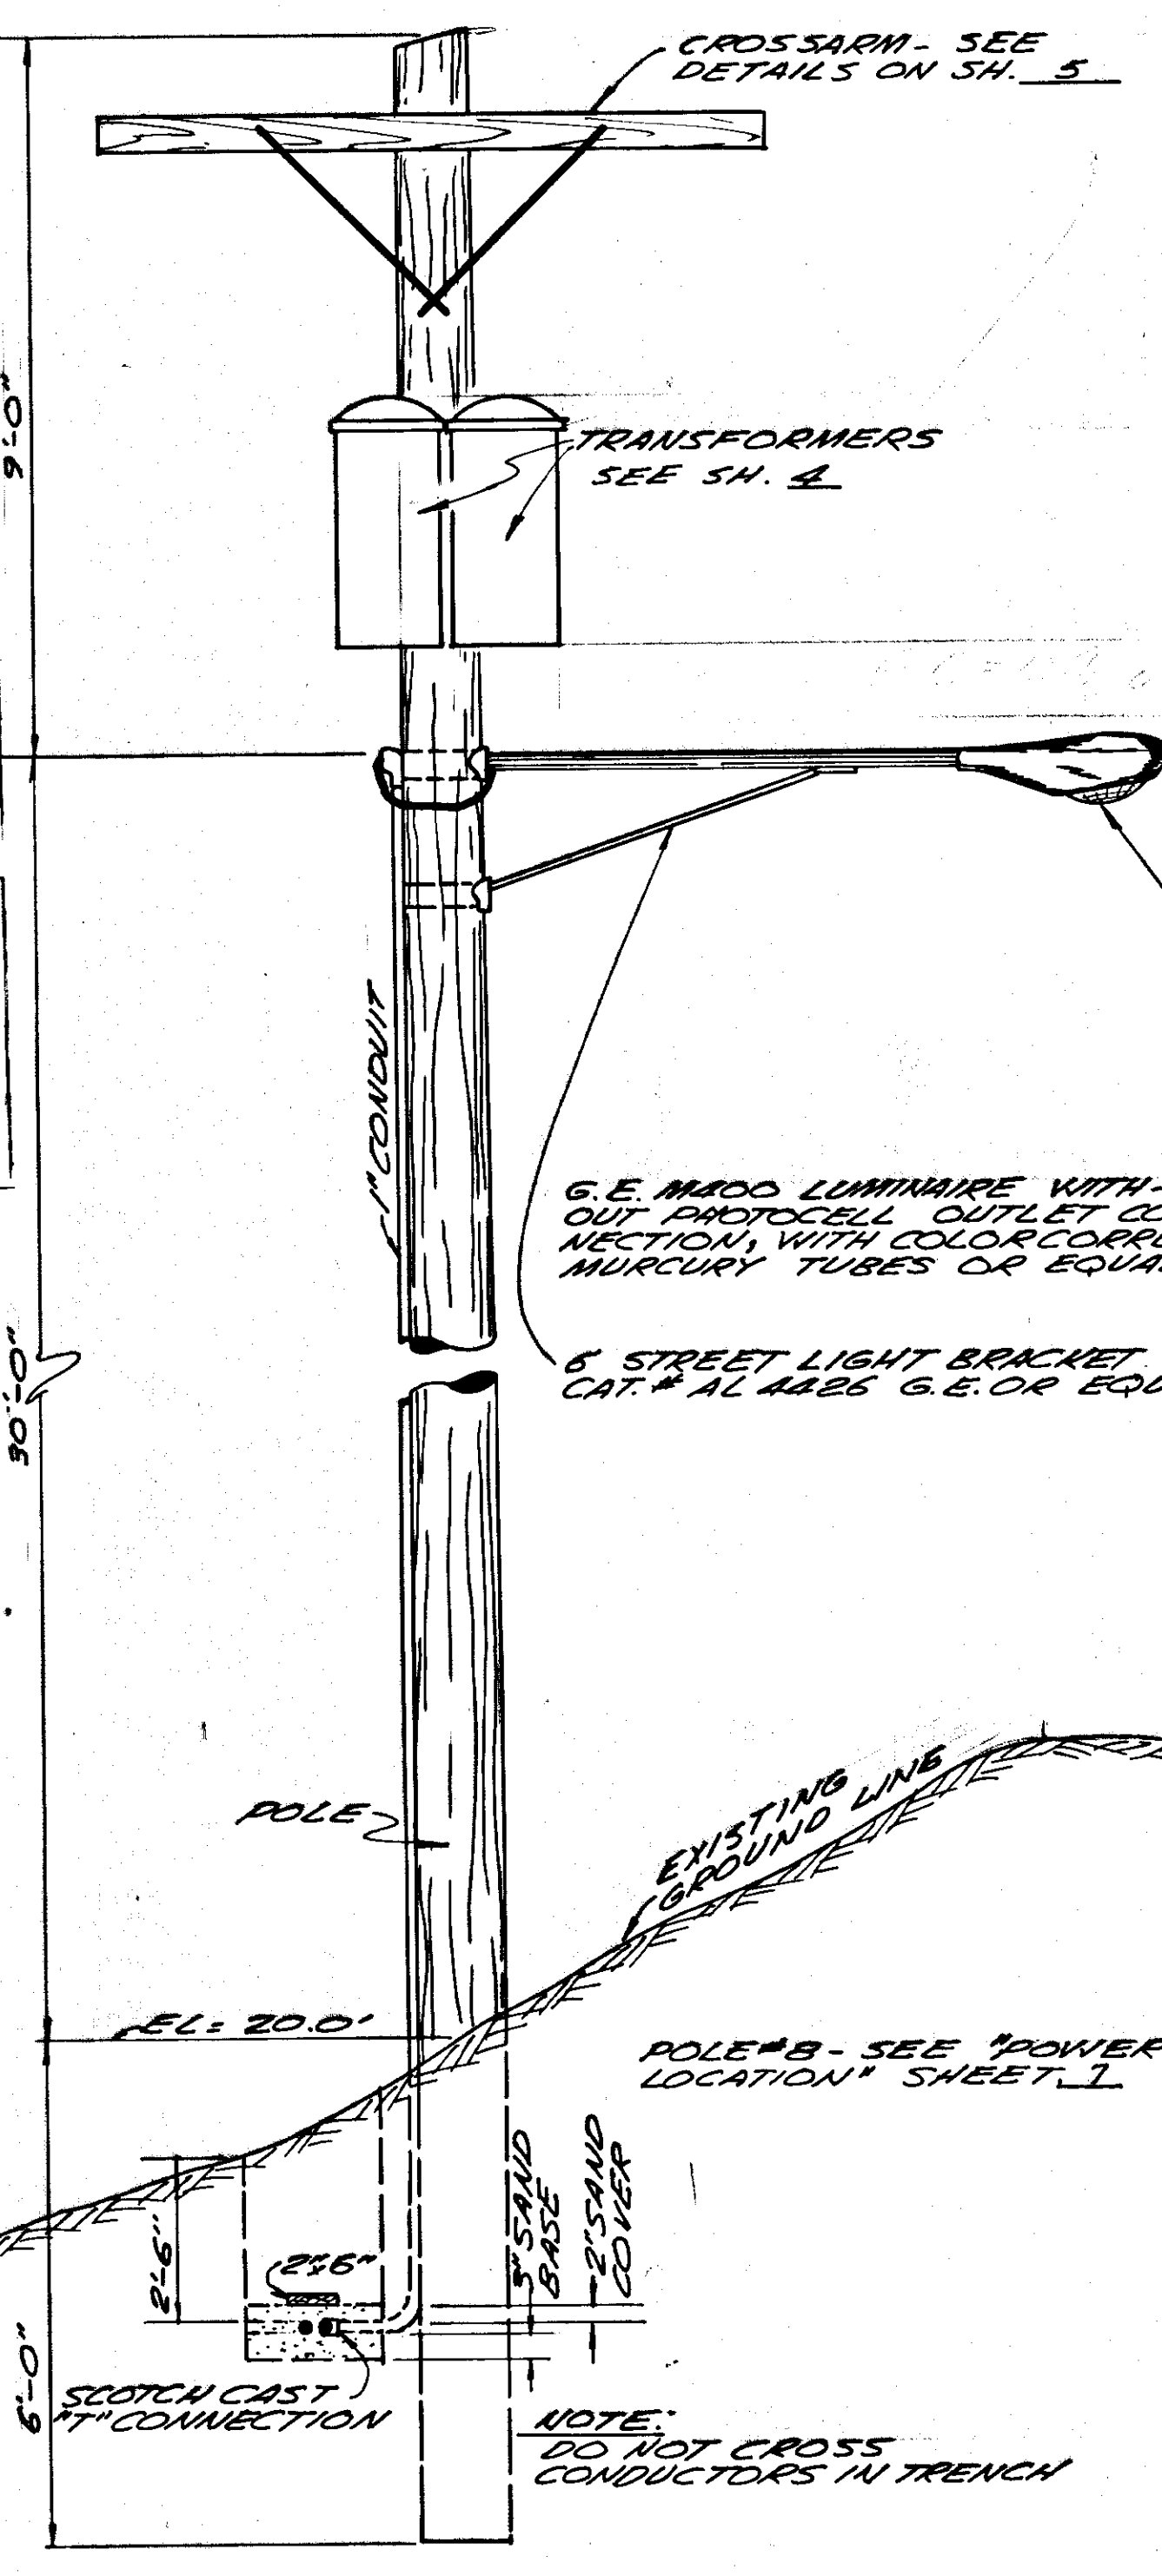 CROSSARM - SEE
DETAILS ON SH. 5
9'-0"
TRANSFORMERS
SEE SH. 4
1" CONDUIT
G.E. M400 LUMINAIRE WITH-
OUT PHOTOCELL OUTLET CO
NECTION, WITH COLOR CORR
MURCURY TUBES OR EQUA
30'-0"
6' STREET LIGHT BRACKET
CAT.# AL 4426 G.E. OR EQU
POLE
EXISTING
GROUND LINE
EL= 20.0'
POLE #8 - SEE "POWER
LOCATION" SHEET 1
2'-6"
2"x6"
3" SAND
BASE
2" SAND
COVER
6'-0"
SCOTCH CAST
"T" CONNECTION
NOTE:
DO NOT CROSS
CONDUCTORS IN TRENCH